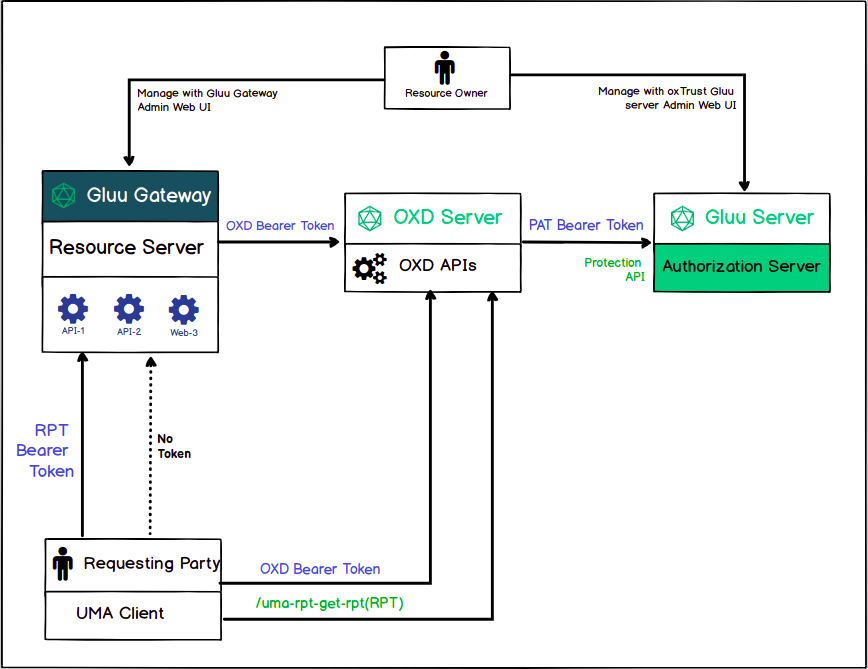 Resource Owner
Manage with Gluu Gateway
Admin Web UI
Manage with oxTrust Gluu
server Admin Web UI
Gluu Gateway
Resource Server
API-1
API-2
Web-3
OXD Bearer Token
OXD Server
OXD APIs
PAT Bearer Token
Protection
API
Gluu Server
Authorization Server
RPT
Bearer
Token
No
Token
Requesting Party
UMA Client
OXD Bearer Token
/uma-rpt-get-rpt(RPT)